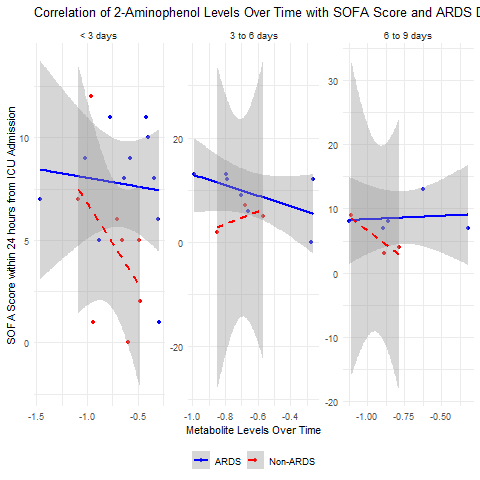 Correlation of 2-Aminophenol Levels Over Time with SOFA Score and ARDS D
< 3 days
3 to 6 days
6 to 9 days
SOFA Score within 24 hours from ICU Admission
10
5
0
-1.5
-1.0
-0.5
20
0
-20
-1.0
-0.8
-0.6
-0.4
30
20
10
0
-10
-20
-1.00
-0.75
-0.50
Metabolite Levels Over Time
ARDS
Non-ARDS